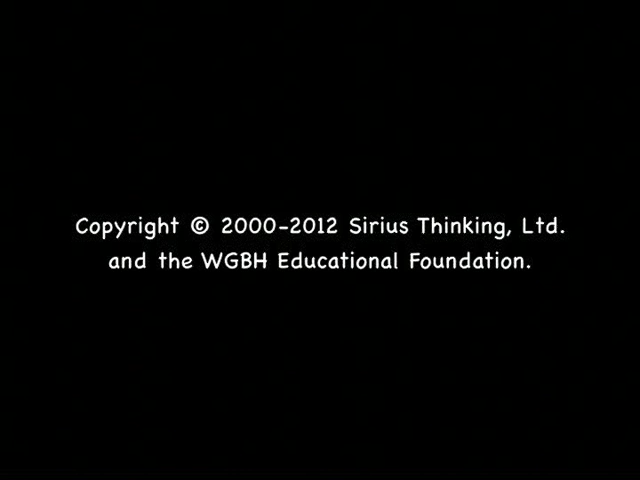 Copyright © 2000-2012 Sirius Thinking, Ltd.
and the WGBH Educational Foundation.